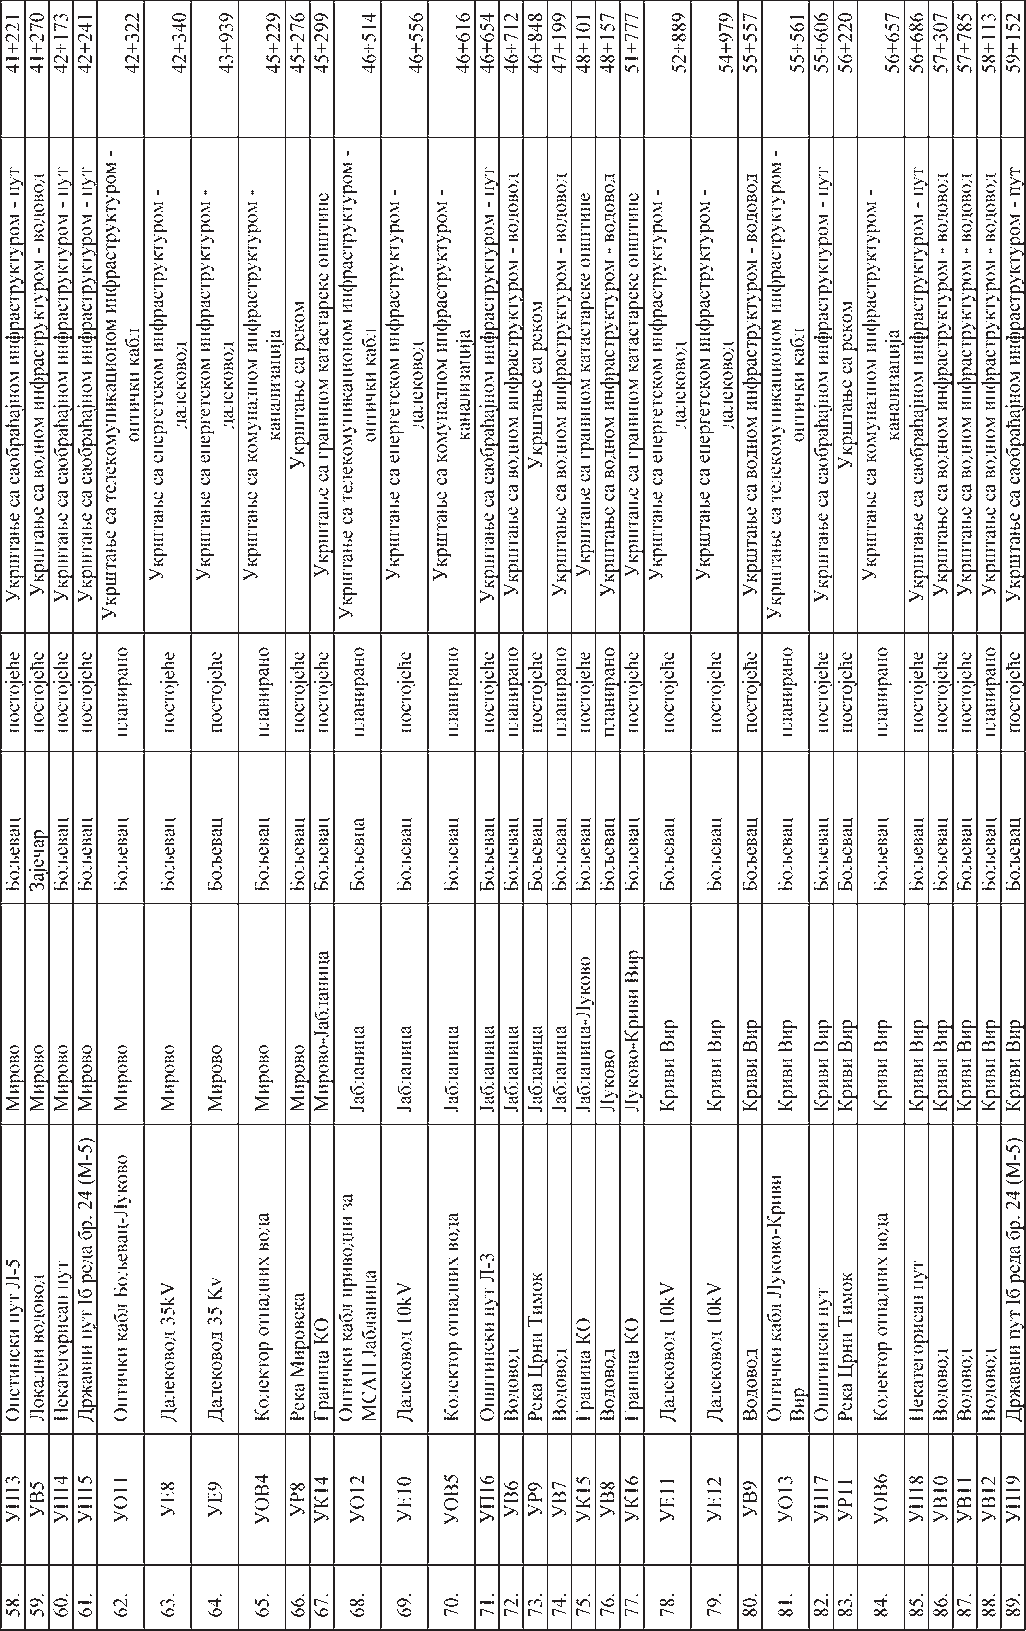 58. УП13 Општински пут Л-5 Мирово Бољевац постојеће Укрштање са саобраћајном инфраструктуром - пут 41+221
59. УВ5 Локални водовод Мирово Зајечар постојеће Укрштање са водном инфраструктуром - водовод 41+270
60. УП14 Некатегорисан пут Мирово Бољевац постојеће Укрштање са саобраћајном инфраструктуром - пут 42+173
61. УП15 Државни пут Iб реда бр. 24 (М-5) Мирово Бољевац постојеће Укрштање са саобраћајном инфраструктуром - пут 42+241
62. УО11 Оптички кабл Бољевац-Луково Мирово Бољевац планирано Укрштање са телекомуникационом инфраструктуром - 42+322
оптички кабл
63. УЕ8 Далековод 35kV Мирово Бољевац постојеће Укрштање са енергетском инфраструктуром - 42+340
далековод
64. УЕ9 Далековод 35 Kv Мирово Бољевац постојеће Укрштање са енергетском инфраструктуром - 43+939
далековод
65. УОВ4 Колектор отпадних вода Мирово Бољевац планирано Укрштање са комуналном инфраструктуром - 45+229
канализација
66. УР8 Река Мировска Мирово Бољевац постојеће Укрштање са реком 45+276
67. УК14 Граница КО Мирово-Јабланица Бољевац постојеће Укрштање са границом катастарске општине 45+299
68. УО12 Оптички кабл приводни за Јабланица Бољевца планирано Укрштање са телекомуникационом инфраструктуром - 46+514
МСАН Јабланица оптички кабл
69. УЕ10 Далековод 10kV Јабланица Бољевац постојеће Укрштање са енергетском инфраструктуром - 46+556
далековод
70. УОВ5 Колектор отпадних вода Јабланица Бољевац планирано Укрштање са комуналном инфраструктуром - 46+616
канализација
71. УП16 Општински пут Л-3 Јабланица Бољевац постојеће Укрштање са саобраћајном инфраструктуром - пут 46+654
72. УВ6 Водовод Јабланица Бољевац планирано Укрштање са водном инфраструктуром - водовод 46+712
73. УР9 Река Црни Тимок Јабланица Бољевац постојеће Укрштање са реком 46+848
74. УВ7 Водовод Јабланица Бољевац планирано Укрштање са водном инфраструктуром - водовод 47+199
75. УК15 Граница КО Јабланица-Луково Бољевац постојеће Укрштање са границом катастарске општине 48+101
76. УВ8 Водовод Луково Бољевац планирано Укрштање са водном инфраструктуром - водовод 48+157
77. УК16 Граница КО Луково-Криви Вир Бољевац постојеће Укрштање са границом катастарске општине 51+777
78. УЕ11 Далековод 10kV Криви Вир Бољевац постојеће Укрштање са енергетском инфраструктуром - 52+889
далековод
79. УЕ12 Далековод 10kV Криви Вир Бољевац постојеће Укрштање са енергетском инфраструктуром - 54+979
далековод
80. УВ9 Водовод Криви Вир Бољевац постојеће Укрштање са водном инфраструктуром - водовод 55+557
81. УО13 Оптички кабл Луково-Криви Криви Вир Бољевац планирано Укрштање са телекомуникационом инфраструктуром - 55+561
Вир оптички кабл
82. УП17 Општински пут Криви Вир Бољевац постојеће Укрштање са саобраћајном инфраструктуром - пут 55+606
83. УР11 Река Црни Тимок Криви Вир Бољевац постојеће Укрштање са реком 56+220
84. УОВ6 Колектор отпадних вода Криви Вир Бољевац планирано Укрштање са комуналном инфраструктуром - 56+657
канализација
85. УП18 Некатегорисан пут Криви Вир Бољевац постојеће Укрштање са саобраћајном инфраструктуром - пут 56+686
86. УВ10 Водовод Криви Вир Бољевац постојеће Укрштање са водном инфраструктуром - водовод 57+307
87. УВ11 Водовод Криви Вир Бољевац постојеће Укрштање са водном инфраструктуром - водовод 57+785
88. УВ12 Водовод Криви Вир Бољевац планирано Укрштање са водном инфраструктуром - водовод 58+113
89. УП19 Државни пут Iб реда бр. 24 (М-5) Криви Вир Бољевац постојеће Укрштање са саобраћајном инфраструктуром - пут 59+152